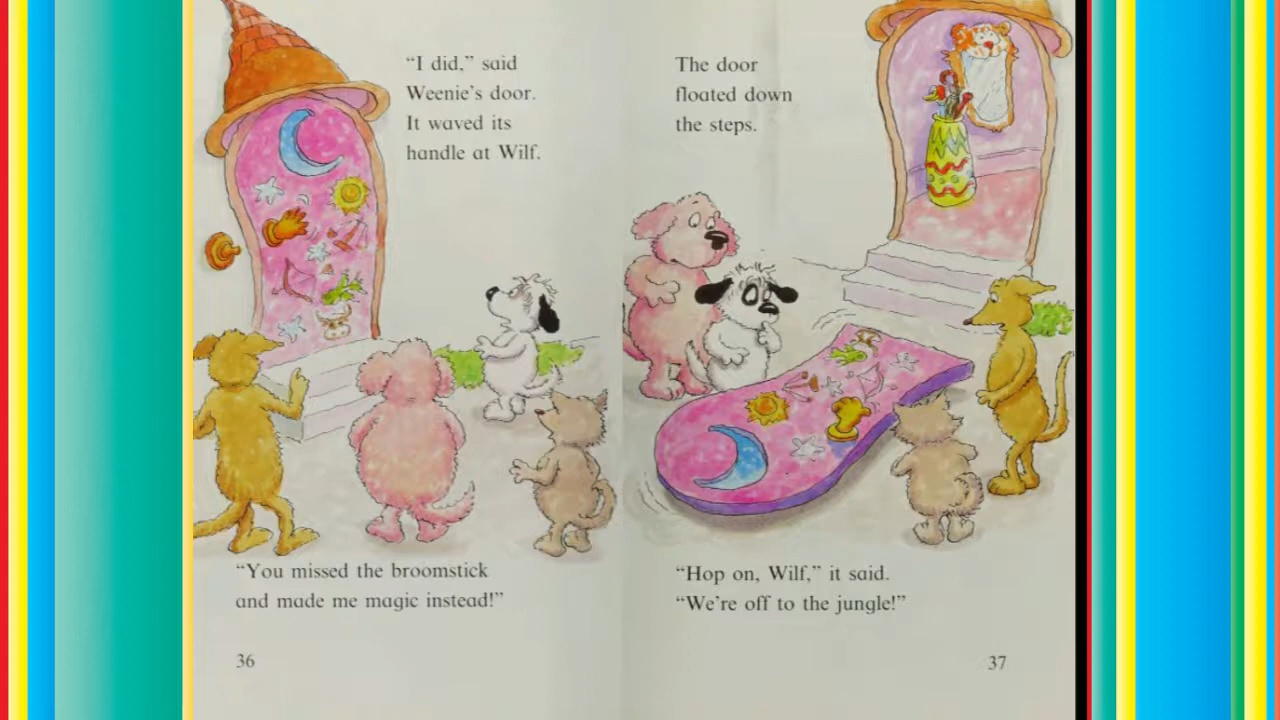 “I did,” said
Weenie’s door.
It waved its
handle at Wilf.
“You missed the broomstick
and made me magic instead!”
36
The door
floated down
the steps.
“Hop on, Wilf,” it said.
“We’re off to the jungle!”
37